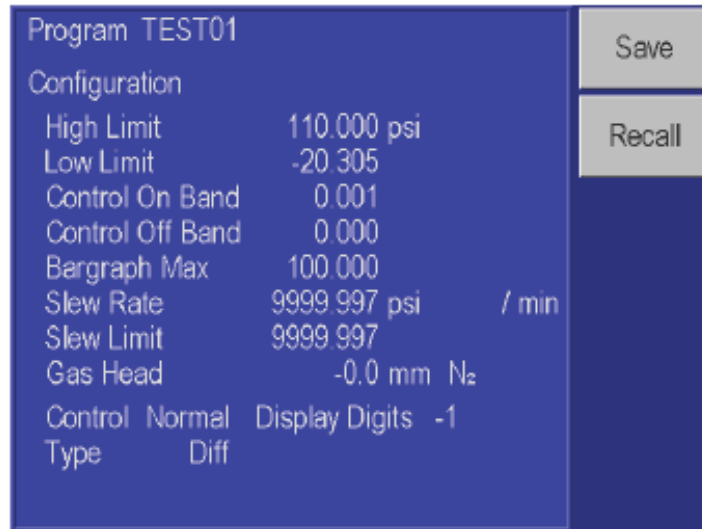 Program TEST01
Save
Configuration
High Limit 110.000 psi
Recall
Low Limit -20.305
Control On Band 0.001
Control Off Band 0.000
Bargraph Max 100.000
Slew Rate 9999.997 psi / min
Slew Limit 9999.997
Gas Head -0.0 mm N₂
Control Normal Display Digits -1
Type Diff